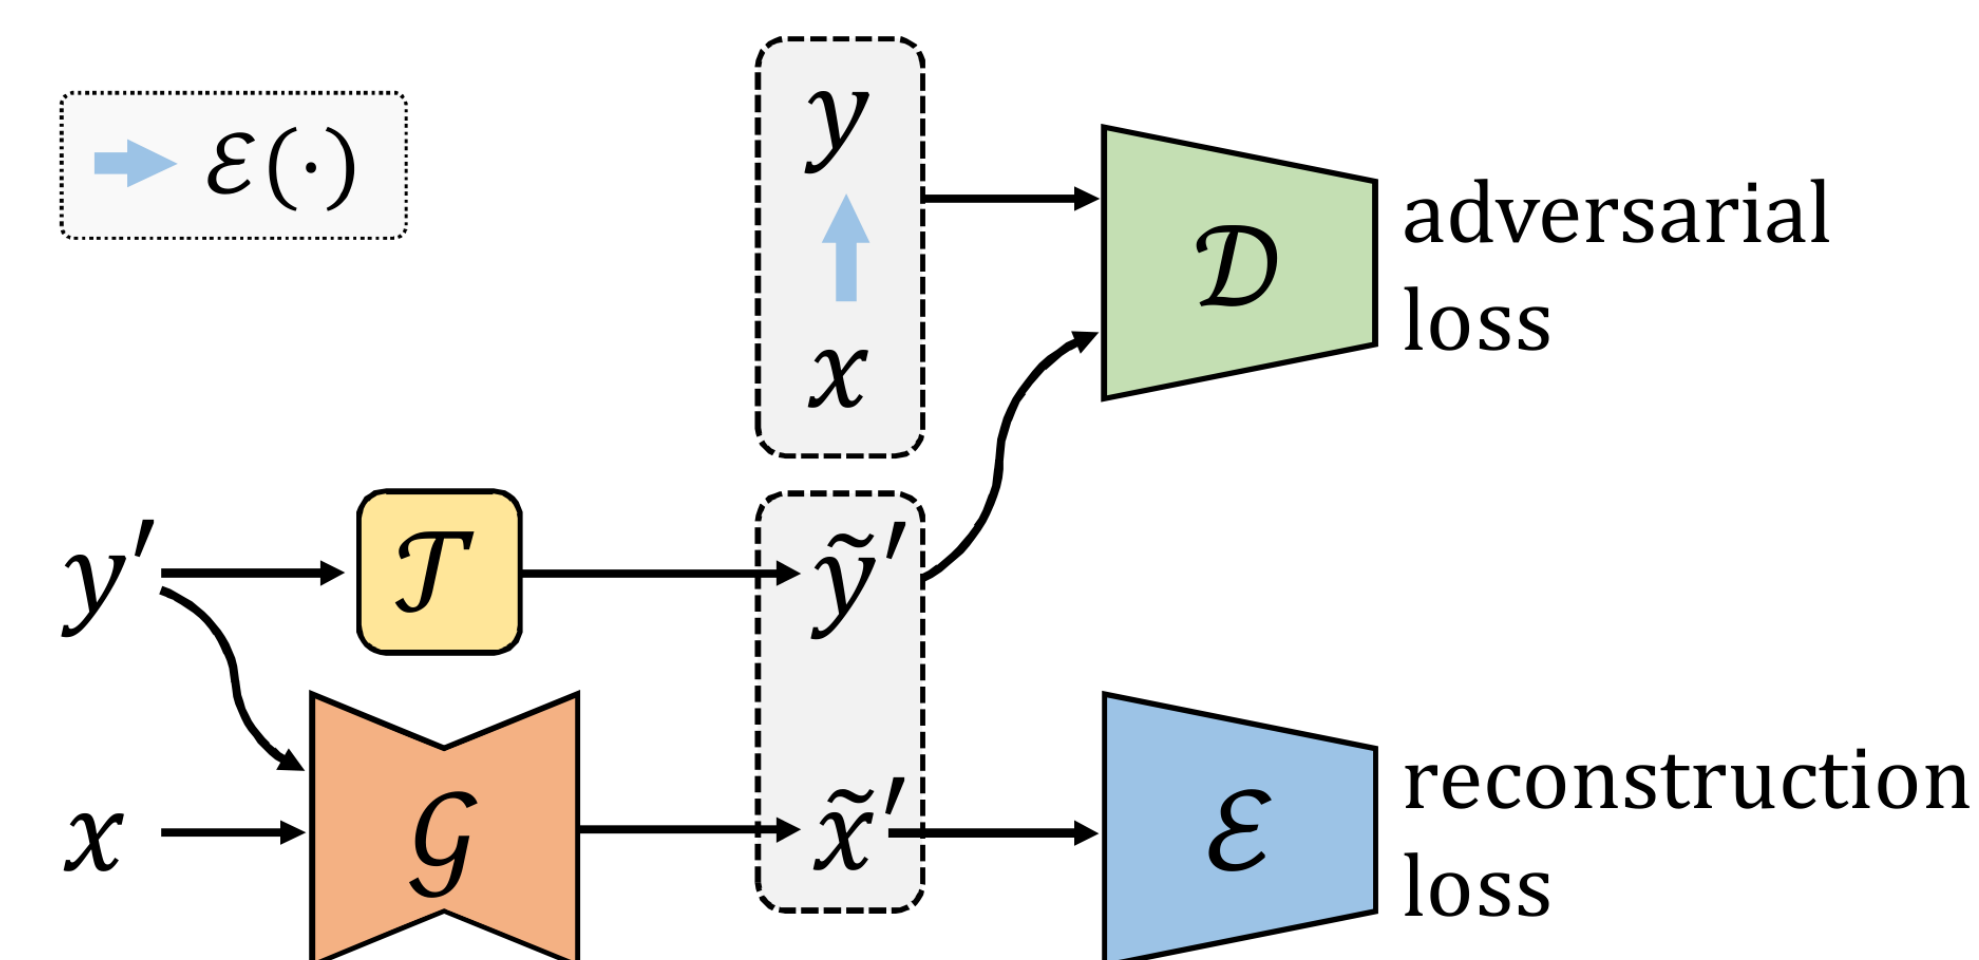 ℰ(·)
y
x
𝒟
adversarial
loss
y′
𝒯
ỹ′
x
𝒢
x̃′
ℰ
reconstruction
loss